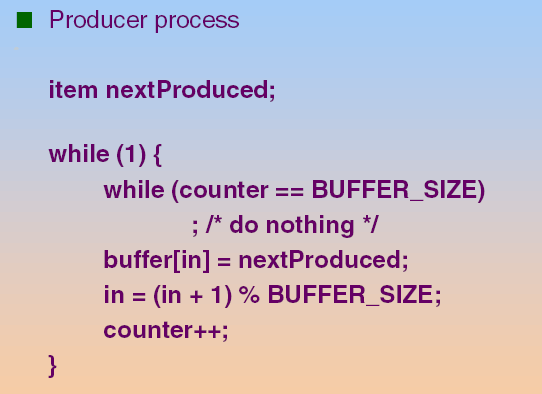 Producer process
item nextProduced;
while (1) {
while (counter == BUFFER_SIZE)
; /* do nothing */
buffer[in] = nextProduced;
in = (in + 1) % BUFFER_SIZE;
counter++;
}